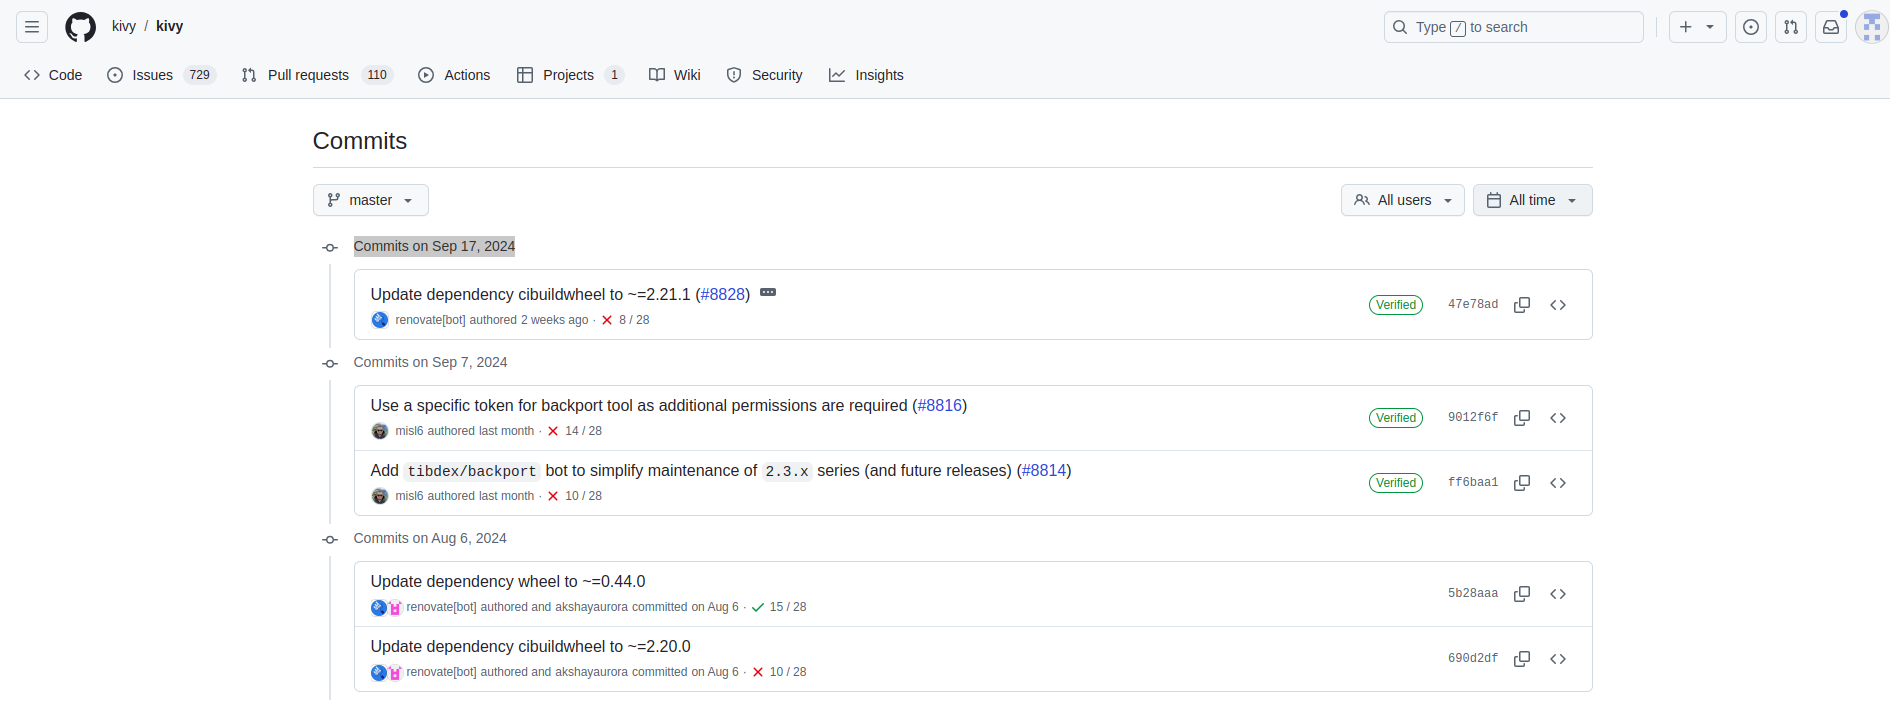 kivy / kivy
Type / to search
Code
Issues 729
Pull requests 110
Actions
Projects 1
Wiki
Security
Insights
Commits
master
All users
All time
Commits on Sep 17, 2024
Update dependency cibuildwheel to ~=2.21.1 (#8828)
Verified
47e78ad
renovate[bot] authored 2 weeks ago · 8 / 28
Commits on Sep 7, 2024
Use a specific token for backport tool as additional permissions are required (#8816)
Verified
9012f6f
misl6 authored last month · 14 / 28
Add tibdex/backport bot to simplify maintenance of 2.3.x series (and future releases) (#8814)
Verified
ff6baa1
misl6 authored last month · 10 / 28
Commits on Aug 6, 2024
Update dependency wheel to ~=0.44.0
5b28aaa
renovate[bot] authored and akshayaurora committed on Aug 6 · 15 / 28
Update dependency cibuildwheel to ~=2.20.0
690d2df
renovate[bot] authored and akshayaurora committed on Aug 6 · 10 / 28